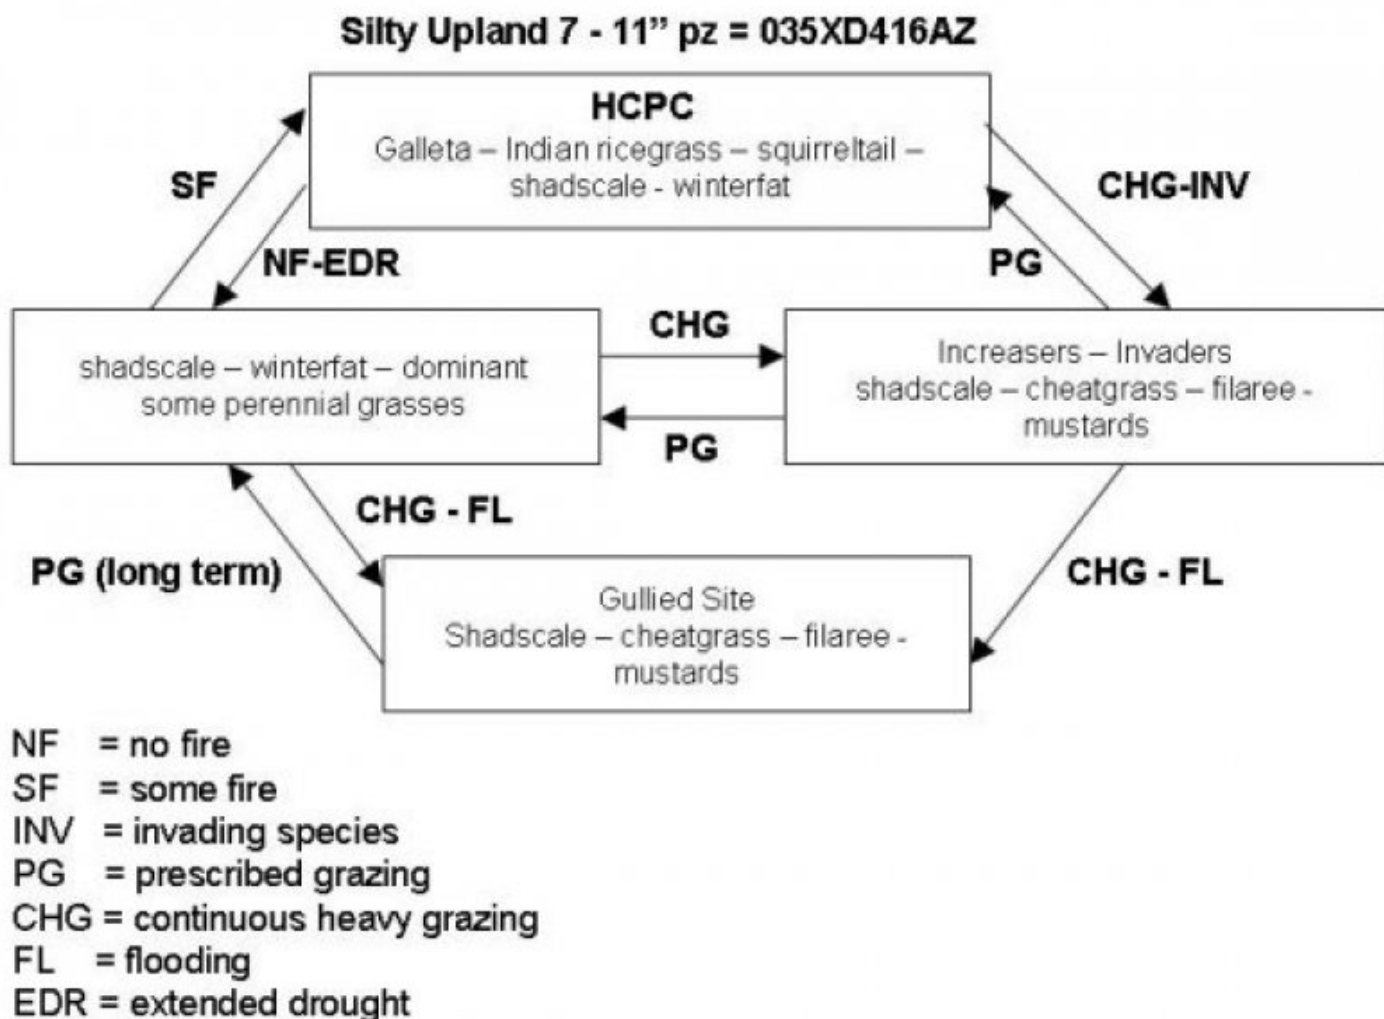 Silty Upland 7 - 11” pz = 035XD416AZ
HCPC
Galleta – Indian ricegrass – squirreltail –
shadscale - winterfat
SF
CHG-INV
NF-EDR
PG
shadscale – winterfat – dominant
some perennial grasses
CHG
PG
Increasers – Invaders
shadscale – cheatgrass – filaree -
mustards
CHG - FL
PG (long term)
CHG - FL
Gullied Site
Shadscale – cheatgrass – filaree -
mustards
NF = no fire
SF = some fire
INV = invading species
PG = prescribed grazing
CHG = continuous heavy grazing
FL = flooding
EDR = extended drought